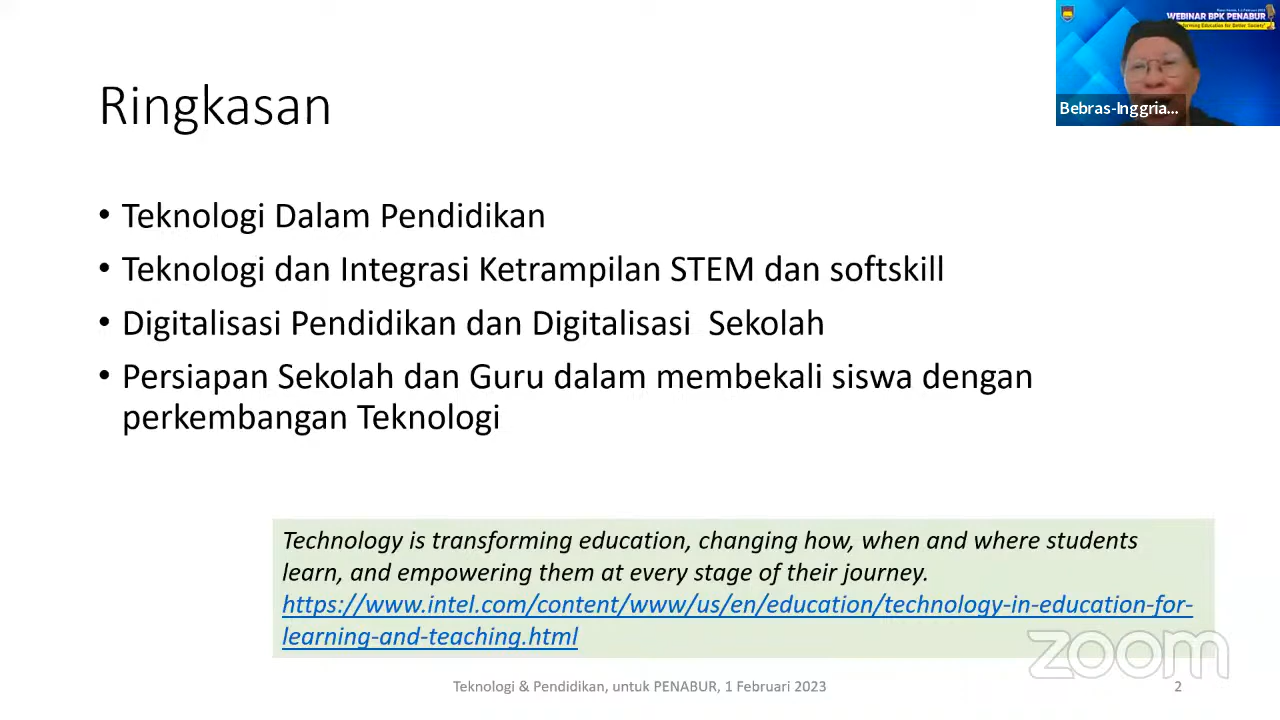 WEBINAR BPK PENABUR
Bebras-Inggria...
Ringkasan
• Teknologi Dalam Pendidikan
• Teknologi dan Integrasi Ketrampilan STEM dan softskill
• Digitalisasi Pendidikan dan Digitalisasi Sekolah
• Persiapan Sekolah dan Guru dalam membekali siswa dengan
perkembangan Teknologi
Technology is transforming education, changing how, when and where students
learn, and empowering them at every stage of their journey.
https://www.intel.com/content/www/us/en/education/technology-in-education-for-
learning-and-teaching.html
zoom
Teknologi & Pendidikan, untuk PENABUR, 1 Februari 2023
2